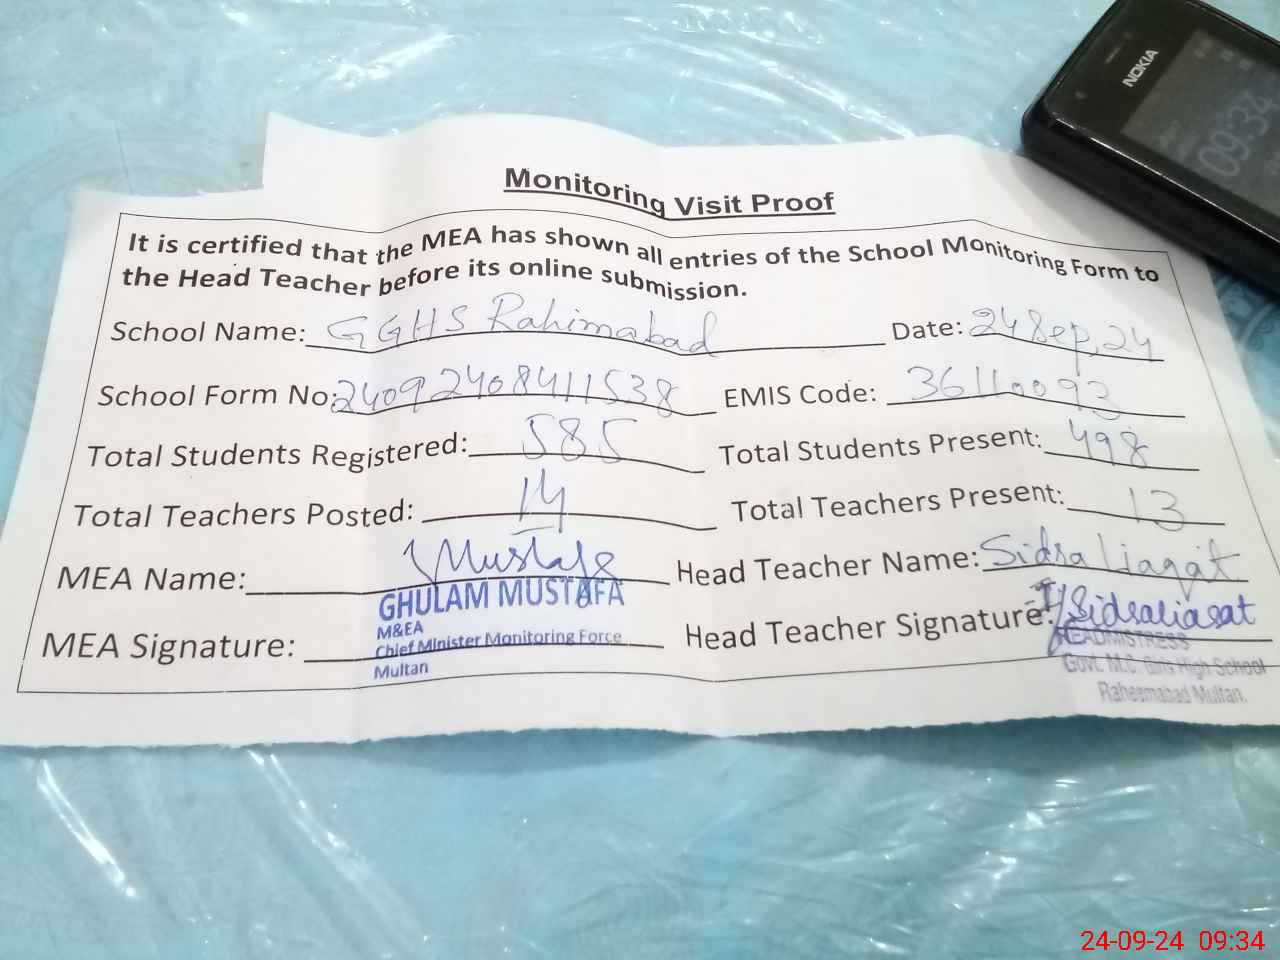 NOKIA
09:34
Monitoring Visit Proof
It is certified that the MEA has shown all entries of the School Monitoring Form to
the Head Teacher before its online submission.
School Name: GGHS Rahimabad Date: 24 Sep, 24
School Form No: 24092408411538 EMIS Code: 36110093
Total Students Registered: 585 Total Students Present: 498
Total Teachers Posted: 14 Total Teachers Present: 13
MEA Name: Mustafa Head Teacher Name: Sidra Liaqat
GHULAM MUSTAFA
M&EA
Chief Minister Monitoring Force
Multan
MEA Signature: Head Teacher Signature: I/Sidraliaqat
HEADMISTRESS
Govt. M.C. Girls High School
Raheemabad Multan.
24-09-24 09:34